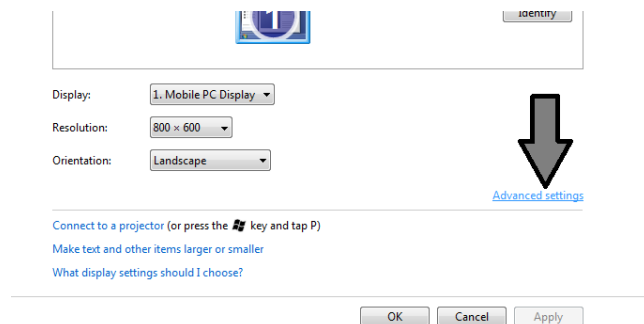 1
Identify
Display: 1. Mobile PC Display
Resolution: 800 × 600
Orientation: Landscape
Advanced settings
Connect to a projector (or press the key and tap P)
Make text and other items larger or smaller
What display settings should I choose?
OK Cancel Apply